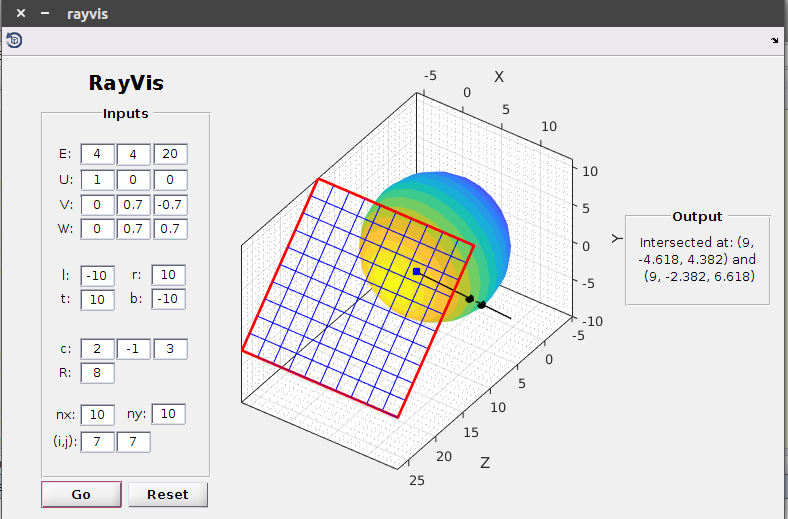 rayvis
RayVis
Inputs
E: 4 4 20
U: 1 0 0
V: 0 0.7 -0.7
W: 0 0.7 0.7
l: -10 r: 10
t: 10 b: -10
c: 2 -1 3
R: 8
nx: 10 ny: 10
(i,j): 7 7
Go Reset
X
-5
0
5
10
Y
10
5
0
-5
-10
Z
-5
0
5
10
15
20
25
Output
Intersected at: (9,
-4.618, 4.382) and
(9, -2.382, 6.618)